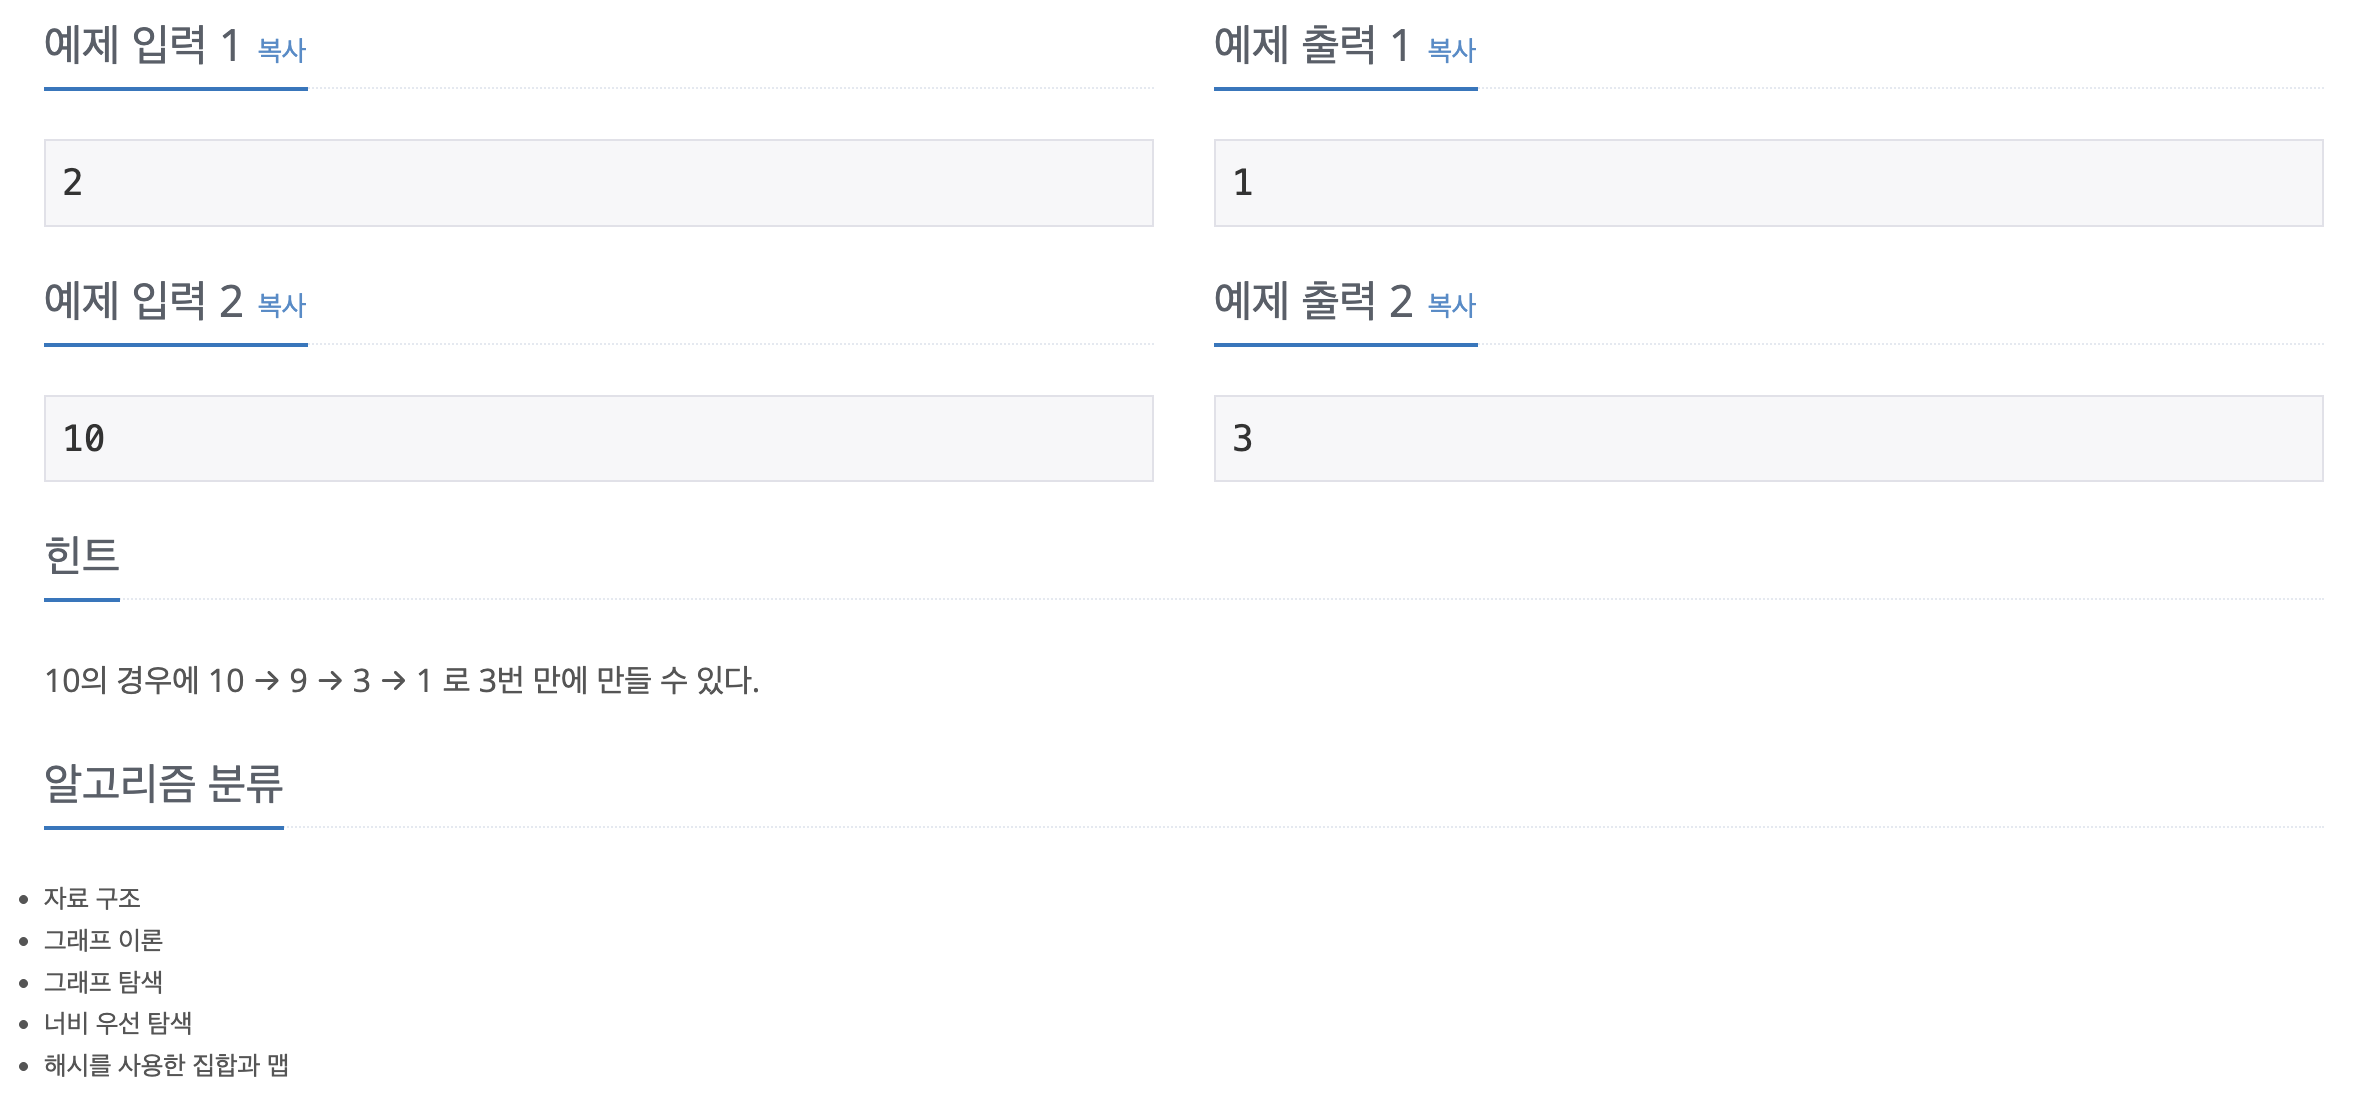 예제 입력 1 복사
예제 출력 1 복사
2
1
예제 입력 2 복사
예제 출력 2 복사
10
3
힌트
10의 경우에 10 → 9 → 3 → 1 로 3번 만에 만들 수 있다.
알고리즘 분류
• 자료 구조
• 그래프 이론
• 그래프 탐색
• 너비 우선 탐색
• 해시를 사용한 집합과 맵